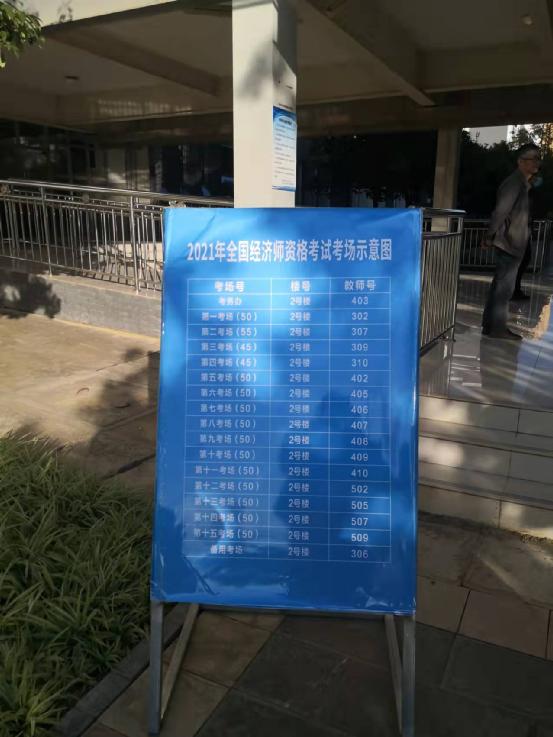 2021年全国经济师资格考试考场示意图
考场号 楼号 教师号
考务办 2号楼 403
第一考场(50) 2号楼 302
第二考场(55) 2号楼 307
第三考场(45) 2号楼 309
第四考场(45) 2号楼 310
第五考场(50) 2号楼 402
第六考场(50) 2号楼 405
第七考场(50) 2号楼 406
第八考场(50) 2号楼 407
第九考场(50) 2号楼 408
第十考场(50) 2号楼 409
第十一考场(50) 2号楼 410
第十二考场(50) 2号楼 502
第十三考场(50) 2号楼 505
第十四考场(50) 2号楼 507
第十五考场(50) 2号楼 509
备用考场 2号楼 306